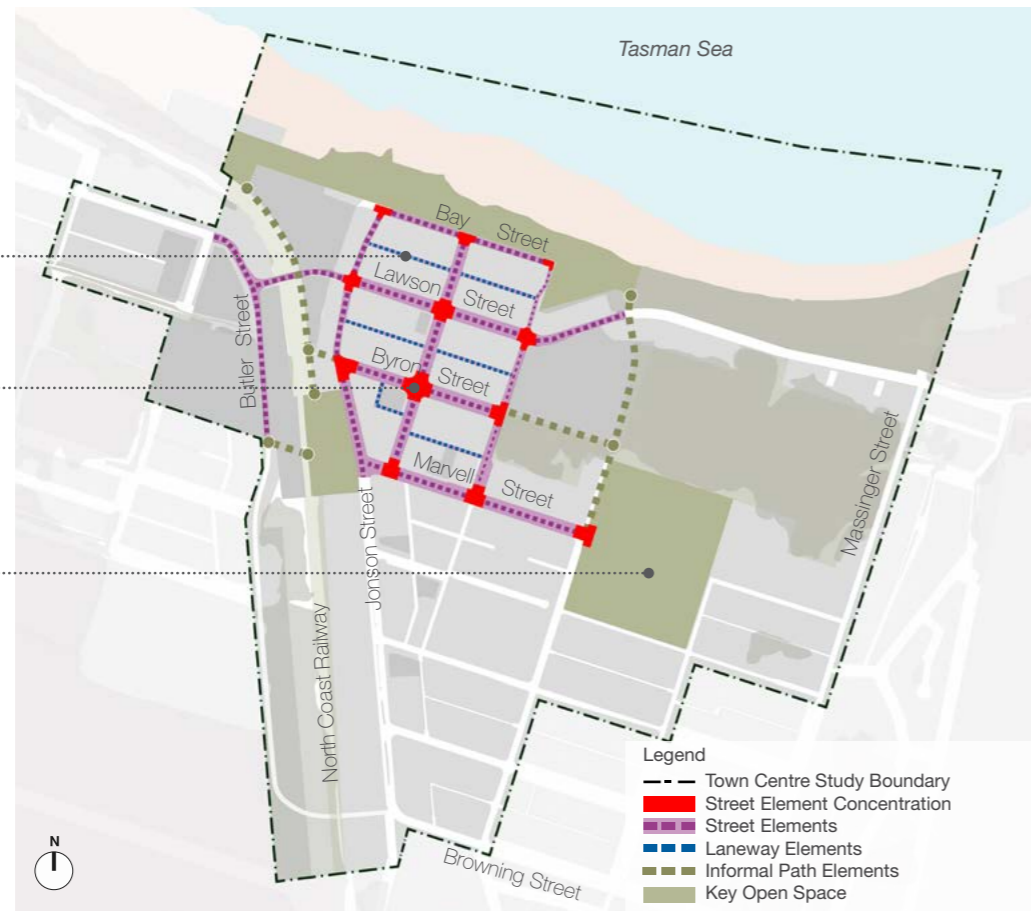 Tasman Sea
Bay Street
Lawson Street
Byron Street
Marvell Street
Butler Street
Jonson Street
North Coast Railway
Massinger Street
Browning Street
N
Legend
Town Centre Study Boundary
Street Element Concentration
Street Elements
Laneway Elements
Informal Path Elements
Key Open Space